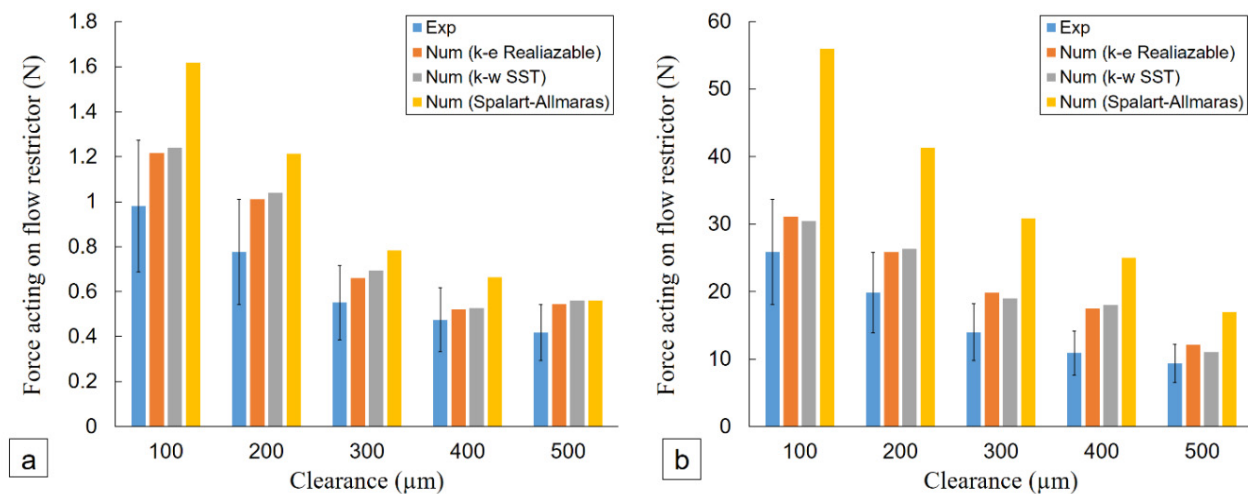 Force acting on flow restrictor (N)
1.8
1.6
1.4
1.2
1
0.8
0.6
0.4
0.2
0
Exp
Num (k-e Realiazable)
Num (k-w SST)
Num (Spalart-Allmaras)
100 200 300 400 500
Clearance (µm)
a
Force acting on flow restrictor (N)
60
50
40
30
20
10
0
Exp
Num (k-e Realiazable)
Num (k-w SST)
Num (Spalart-Allmaras)
100 200 300 400 500
Clearance (µm)
b